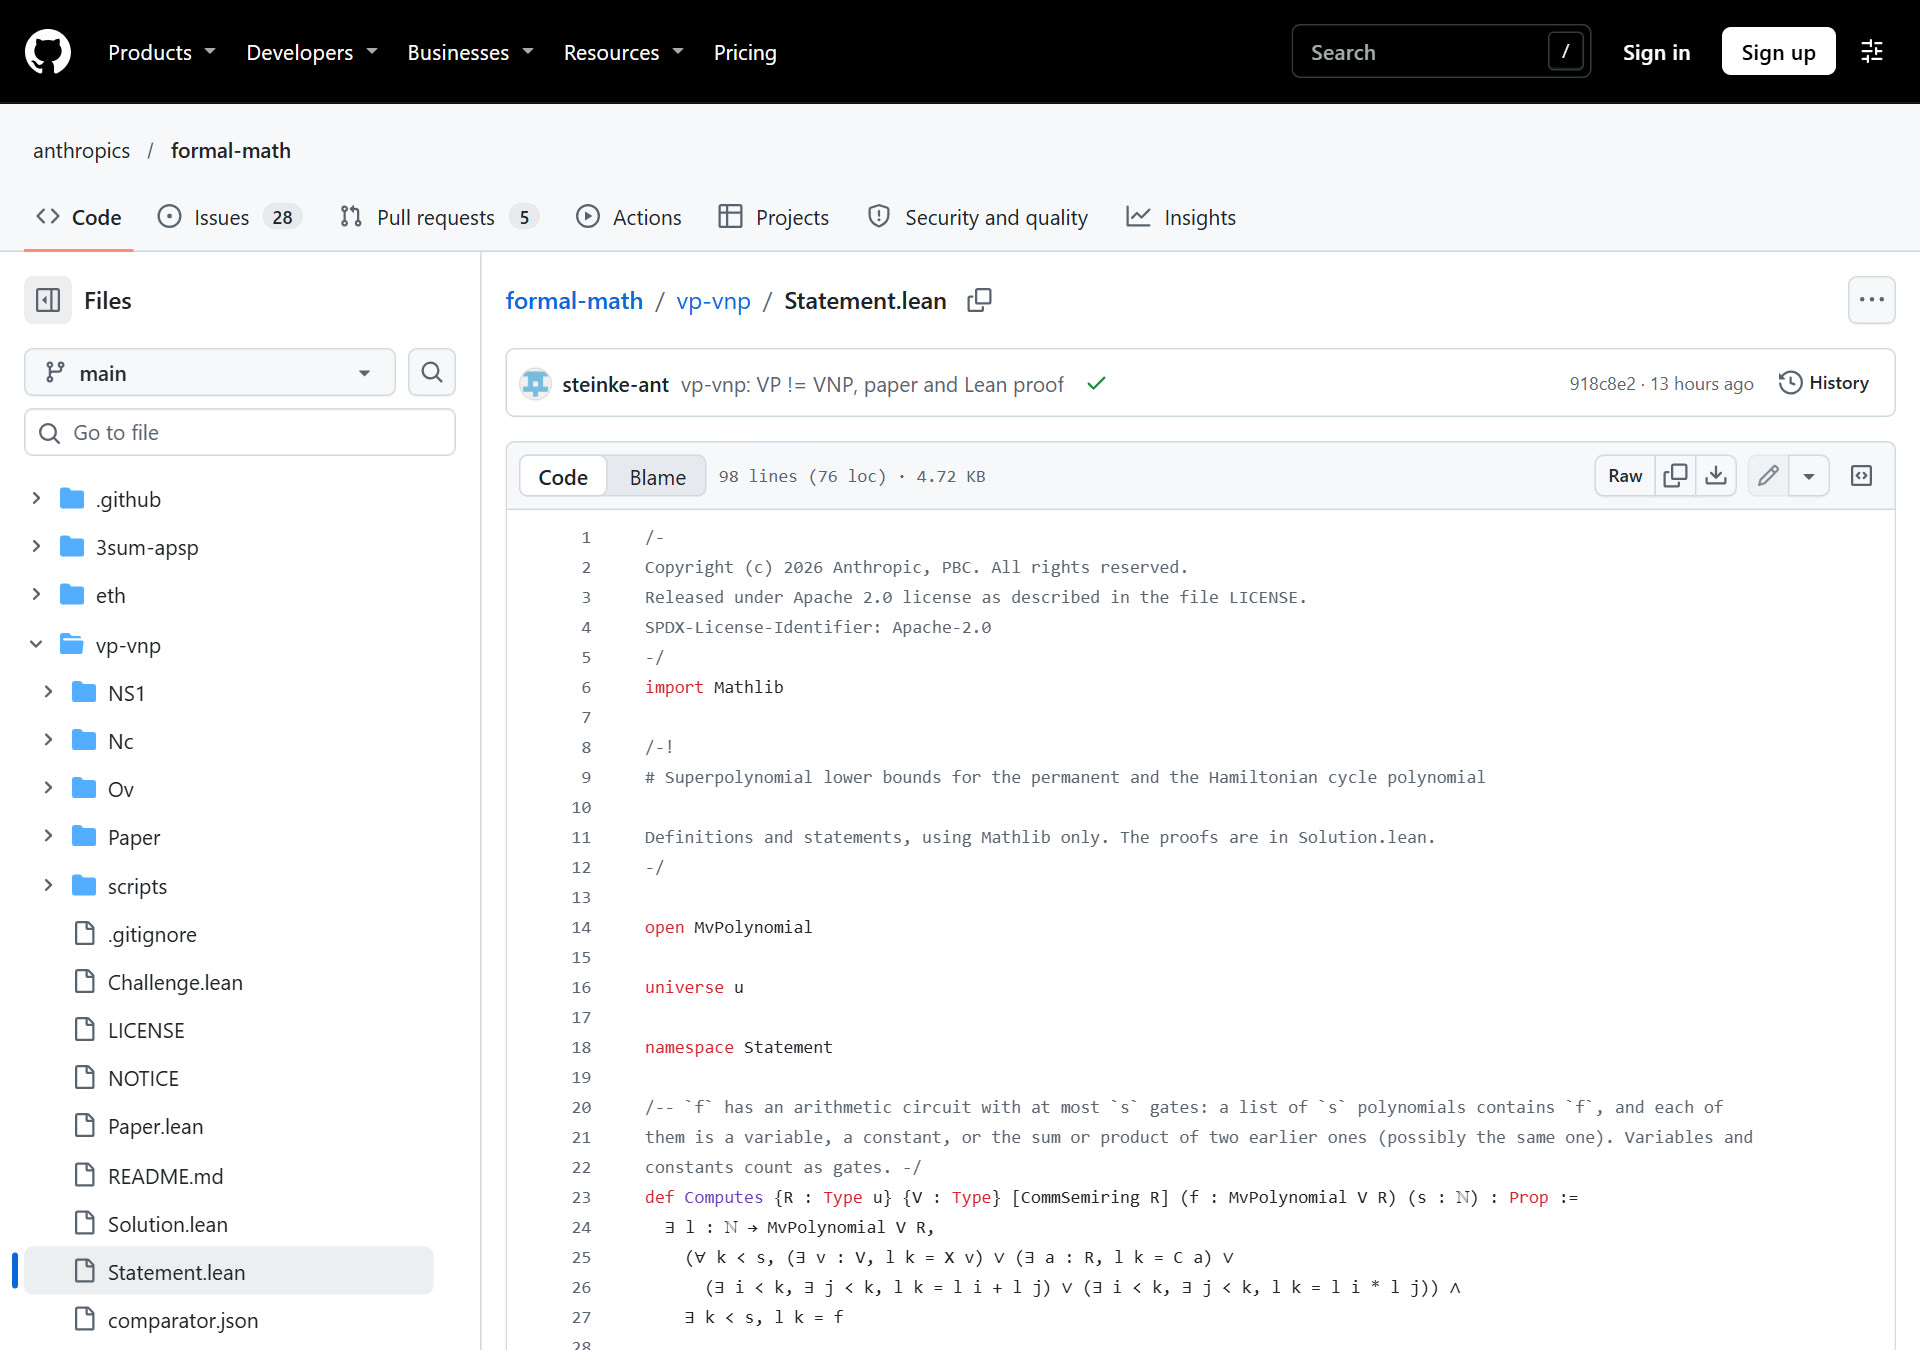 Products Developers Businesses Resources Pricing Search / Sign in Sign up
anthropics / formal-math
Code Issues 28 Pull requests 5 Actions Projects Security and quality Insights
Files
main
Go to file
.github
3sum-apsp
eth
vp-vnp
NS1
Nc
Ov
Paper
scripts
.gitignore
Challenge.lean
LICENSE
NOTICE
Paper.lean
README.md
Solution.lean
Statement.lean
comparator.json
formal-math / vp-vnp / Statement.lean
steinke-ant vp-vnp: VP != VNP, paper and Lean proof 918c8e2 · 13 hours ago History
Code Blame 98 lines (76 loc) · 4.72 KB Raw
1 /-
2 Copyright (c) 2026 Anthropic, PBC. All rights reserved.
3 Released under Apache 2.0 license as described in the file LICENSE.
4 SPDX-License-Identifier: Apache-2.0
5 -/
6 import Mathlib
7
8 /-!
9 # Superpolynomial lower bounds for the permanent and the Hamiltonian cycle polynomial
10
11 Definitions and statements, using Mathlib only. The proofs are in Solution.lean.
12 -/
13
14 open MvPolynomial
15
16 universe u
17
18 namespace Statement
19
20 /-- `f` has an arithmetic circuit with at most `s` gates: a list of `s` polynomials contains `f`, and each of
21 them is a variable, a constant, or the sum or product of two earlier ones (possibly the same one). Variables and
22 constants count as gates. -/
23 def Computes {R : Type u} {V : Type} [CommSemiring R] (f : MvPolynomial V R) (s : ℕ) : Prop :=
24 ∃ l : ℕ → MvPolynomial V R,
25 (∀ k < s, (∃ v : V, l k = X v) ∨ (∃ a : R, l k = C a) ∨
26 (∃ i < k, ∃ j < k, l k = l i + l j) ∨ (∃ i < k, ∃ j < k, l k = l i * l j)) ∧
27 ∃ k < s, l k = f
28